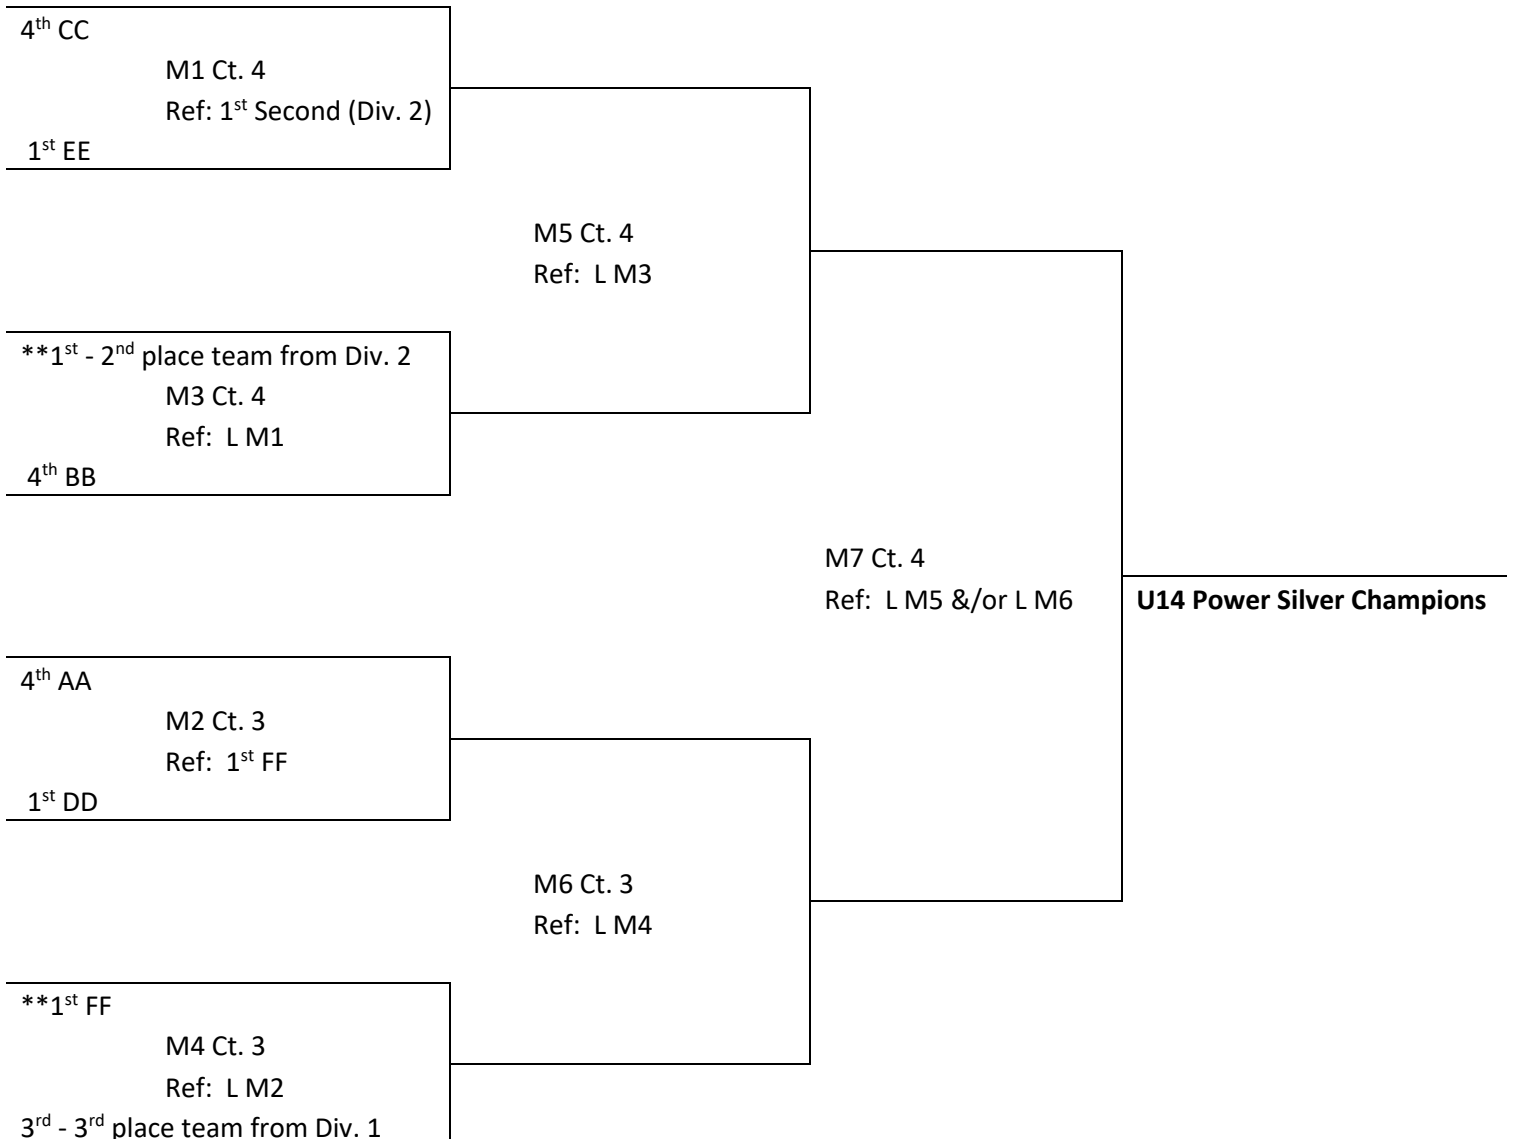 4th CC
M1 Ct. 4
Ref: 1st Second (Div. 2)
1st EE
M5 Ct. 4
Ref: L M3
**1st - 2nd place team from Div. 2
M3 Ct. 4
Ref: L M1
4th BB
M7 Ct. 4
Ref: L M5 &/or L M6
U14 Power Silver Champions
4th AA
M2 Ct. 3
Ref: 1st FF
1st DD
M6 Ct. 3
Ref: L M4
**1st FF
M4 Ct. 3
Ref: L M2
3rd - 3rd place team from Div. 1